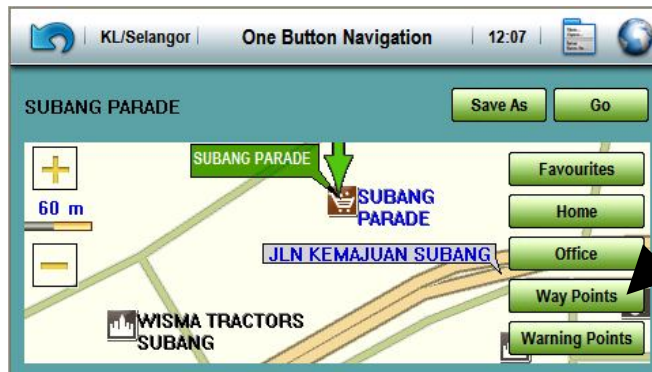 KL/Selangor
One Button Navigation
12:07
SUBANG PARADE
Save As
Go
SUBANG PARADE
Favourites
60 m
SUBANG
PARADE
Home
JLN KEMAJUAN SUBANG
Office
Way Points
WISMA TRACTORS
SUBANG
Warning Points